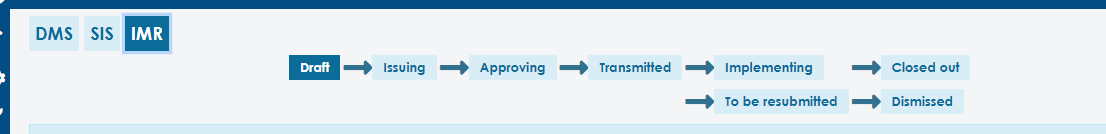 DMS SIS IMR
Draft Issuing Approving Transmitted Implementing Closed out
To be resubmitted Dismissed